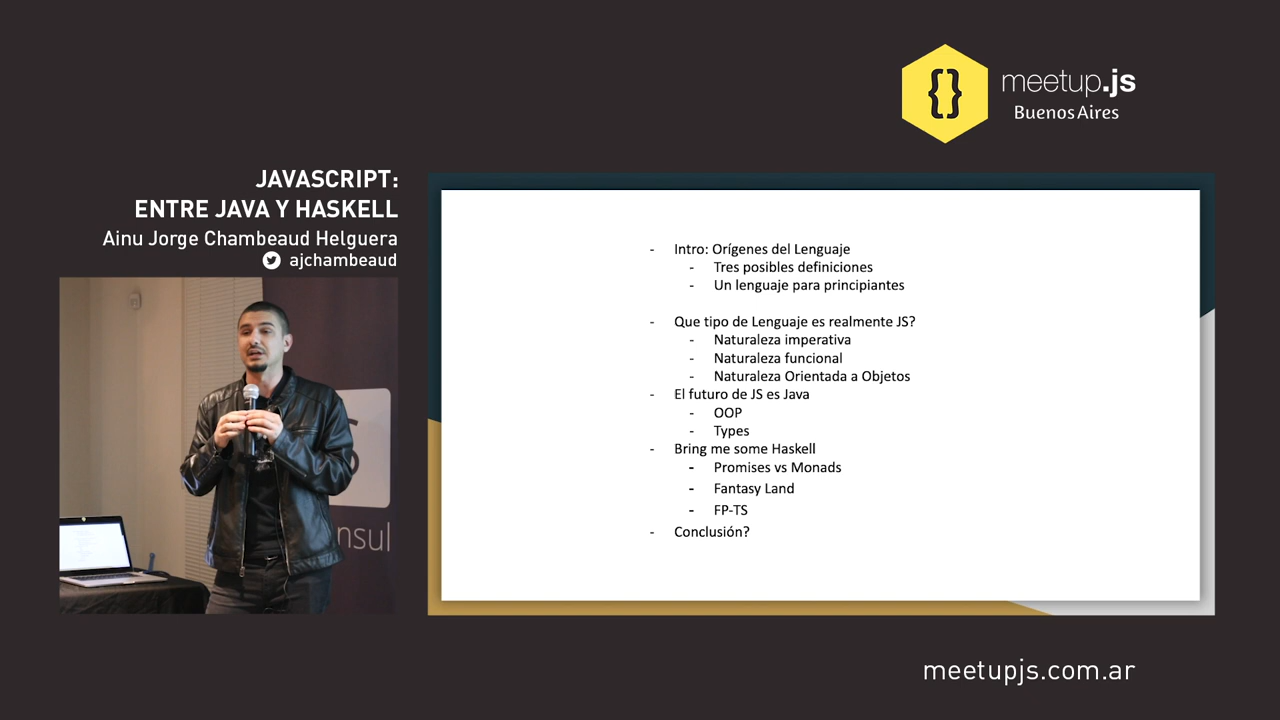 {}
meetup.js
Buenos Aires
JAVASCRIPT:
ENTRE JAVA Y HASKELL
Ainu Jorge Chambeaud Helguera
ajchambeaud
- Intro: Orígenes del Lenguaje
- Tres posibles definiciones
- Un lenguaje para principiantes
- Que tipo de Lenguaje es realmente JS?
- Naturaleza imperativa
- Naturaleza funcional
- Naturaleza Orientada a Objetos
- El futuro de JS es Java
- OOP
- Types
- Bring me some Haskell
- Promises vs Monads
- Fantasy Land
- FP-TS
- Conclusión?
nsul
meetupjs.com.ar